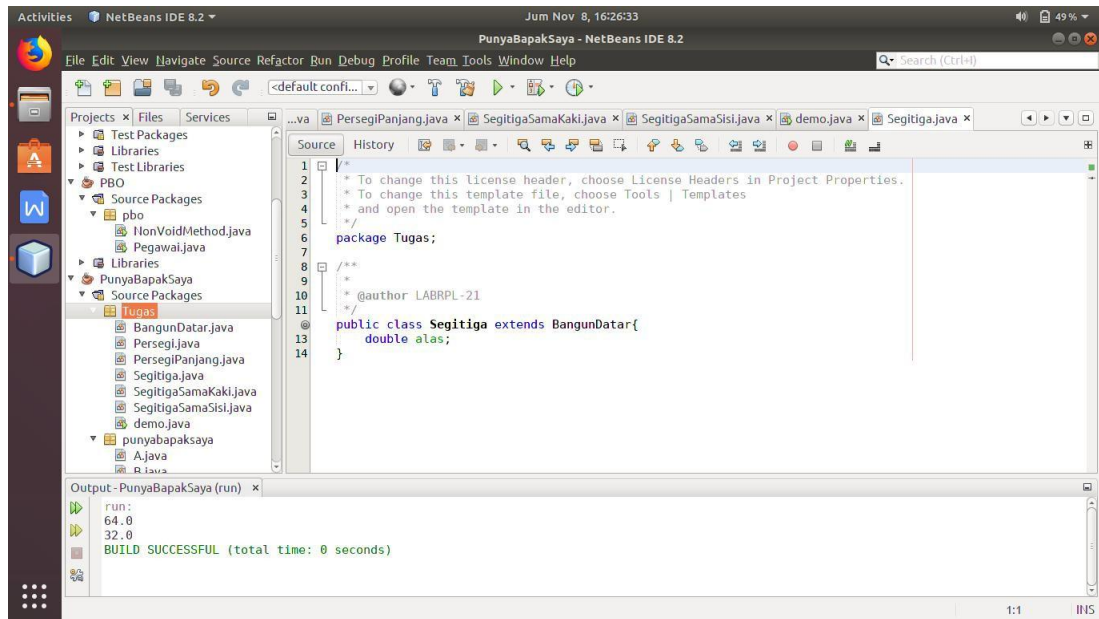 Activities NetBeans IDE 8.2 Jum Nov 8, 16:26:33 49 %
PunyaBapakSaya - NetBeans IDE 8.2
File Edit View Navigate Source Refactor Run Debug Profile Team Tools Window Help Search (Ctrl+I)
<default confi...
Projects Files Services
...va PersegiPanjang.java SegitigaSamaKaki.java SegitigaSamaSisi.java demo.java Segitiga.java
Source History
Test Packages
Libraries
Test Libraries
PBO
Source Packages
pbo
NonVoidMethod.java
Pegawai.java
Libraries
PunyaBapakSaya
Source Packages
Tugas
BangunDatar.java
Persegi.java
PersegiPanjang.java
Segitiga.java
SegitigaSamaKaki.java
SegitigaSamaSisi.java
demo.java
punyabapaksaya
A.java
B.java
1 /*
2 * To change this license header, choose License Headers in Project Properties.
3 * To change this template file, choose Tools | Templates
4 * and open the template in the editor.
5 */
6 package Tugas;
7
8 /**
9 *
10 * @author LABRPL-21
11 */
public class Segitiga extends BangunDatar{
13 double alas;
14 }
Output - PunyaBapakSaya (run)
run:
64.0
32.0
BUILD SUCCESSFUL (total time: 0 seconds)
1:1 INS